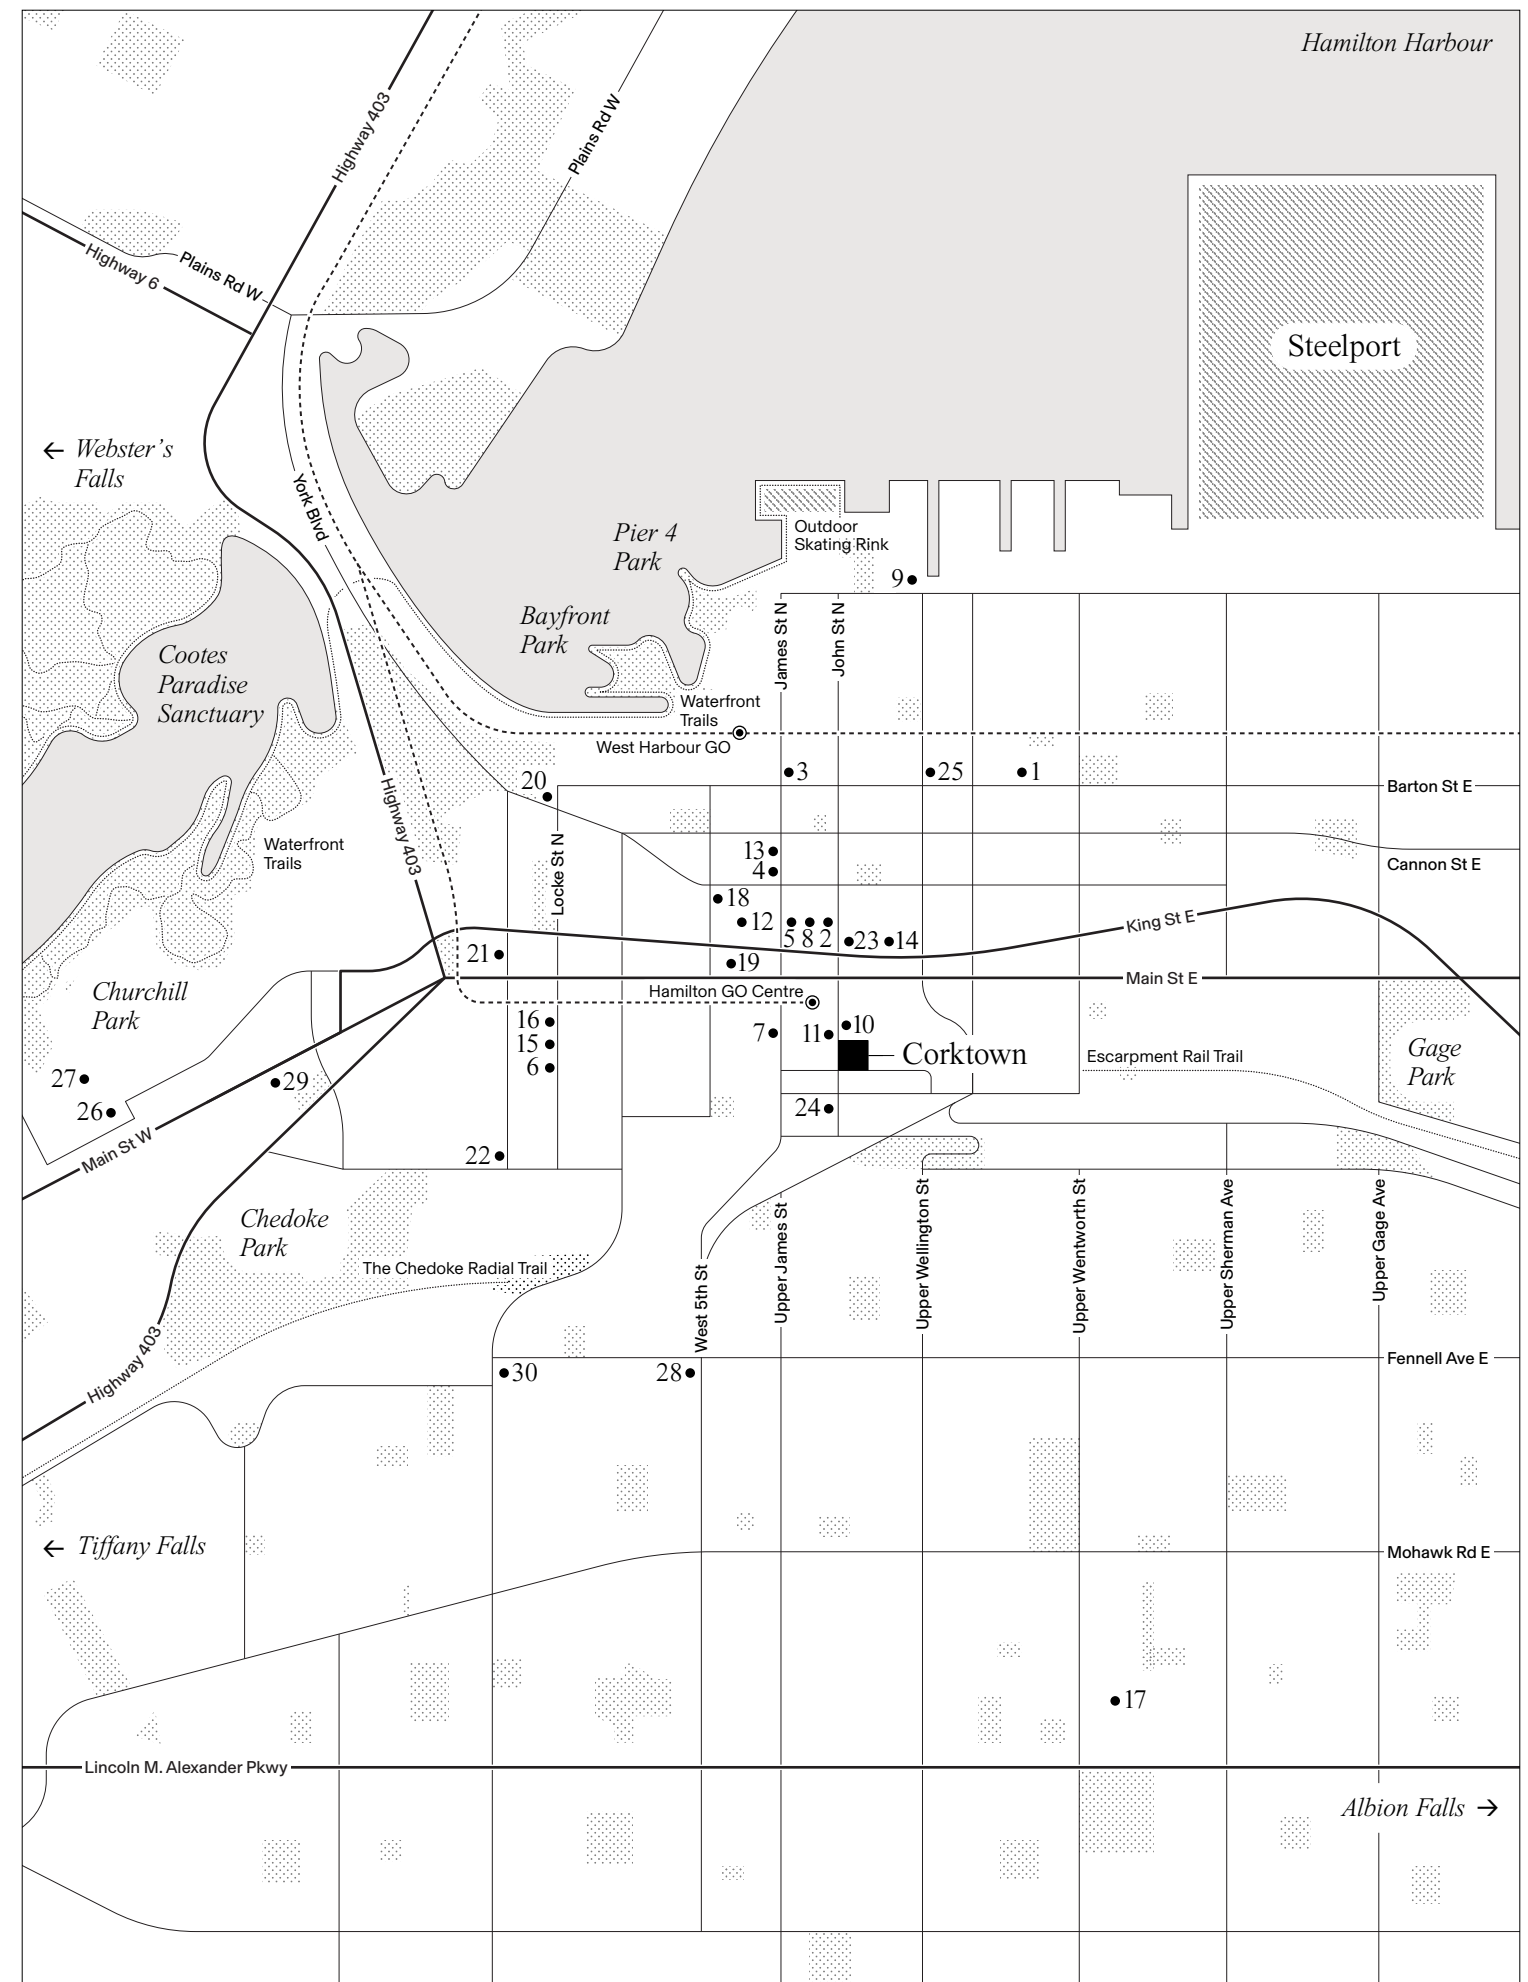 Hamilton Harbour
Highway 403
Plains Rd W
Highway 6
Plains Rd W
Steelport
← Webster's
Falls
York Blvd
Pier 4
Park
Outdoor
Skating Rink
9
Bayfront
Park
James St N
John St N
Cootes
Paradise
Sanctuary
Waterfront
Trails
West Harbour GO
3
25
1
20
Barton St E
Highway 403
Waterfront
Trails
Locke St N
13
4
Cannon St E
18
12
5
8
2
23
14
King St E
21
19
Main St E
Churchill
Park
Hamilton GO Centre
16
15
6
7
11
10
Corktown
Escarpment Rail Trail
Gage
Park
27
26
29
24
Main St W
22
Chedoke
Park
The Chedoke Radial Trail
West 5th St
Upper James St
Upper Wellington St
Upper Wentworth St
Upper Sherman Ave
Upper Gage Ave
Highway 403
Fennell Ave E
30
28
← Tiffany Falls
Mohawk Rd E
17
Lincoln M. Alexander Pkwy
Albion Falls →